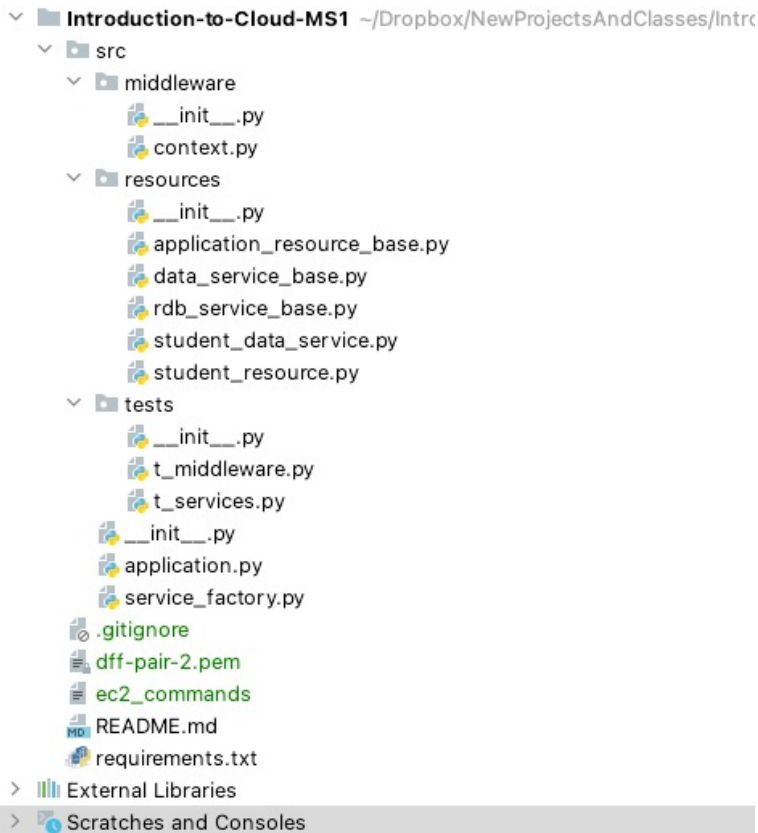 Introduction-to-Cloud-MS1 ~/Dropbox/NewProjectsAndClasses/Intro
src
middleware
__init__.py
context.py
resources
__init__.py
application_resource_base.py
data_service_base.py
rdb_service_base.py
student_data_service.py
student_resource.py
tests
__init__.py
t_middleware.py
t_services.py
__init__.py
application.py
service_factory.py
.gitignore
dff-pair-2.pem
ec2_commands
MD README.md
requirements.txt
External Libraries
Scratches and Consoles